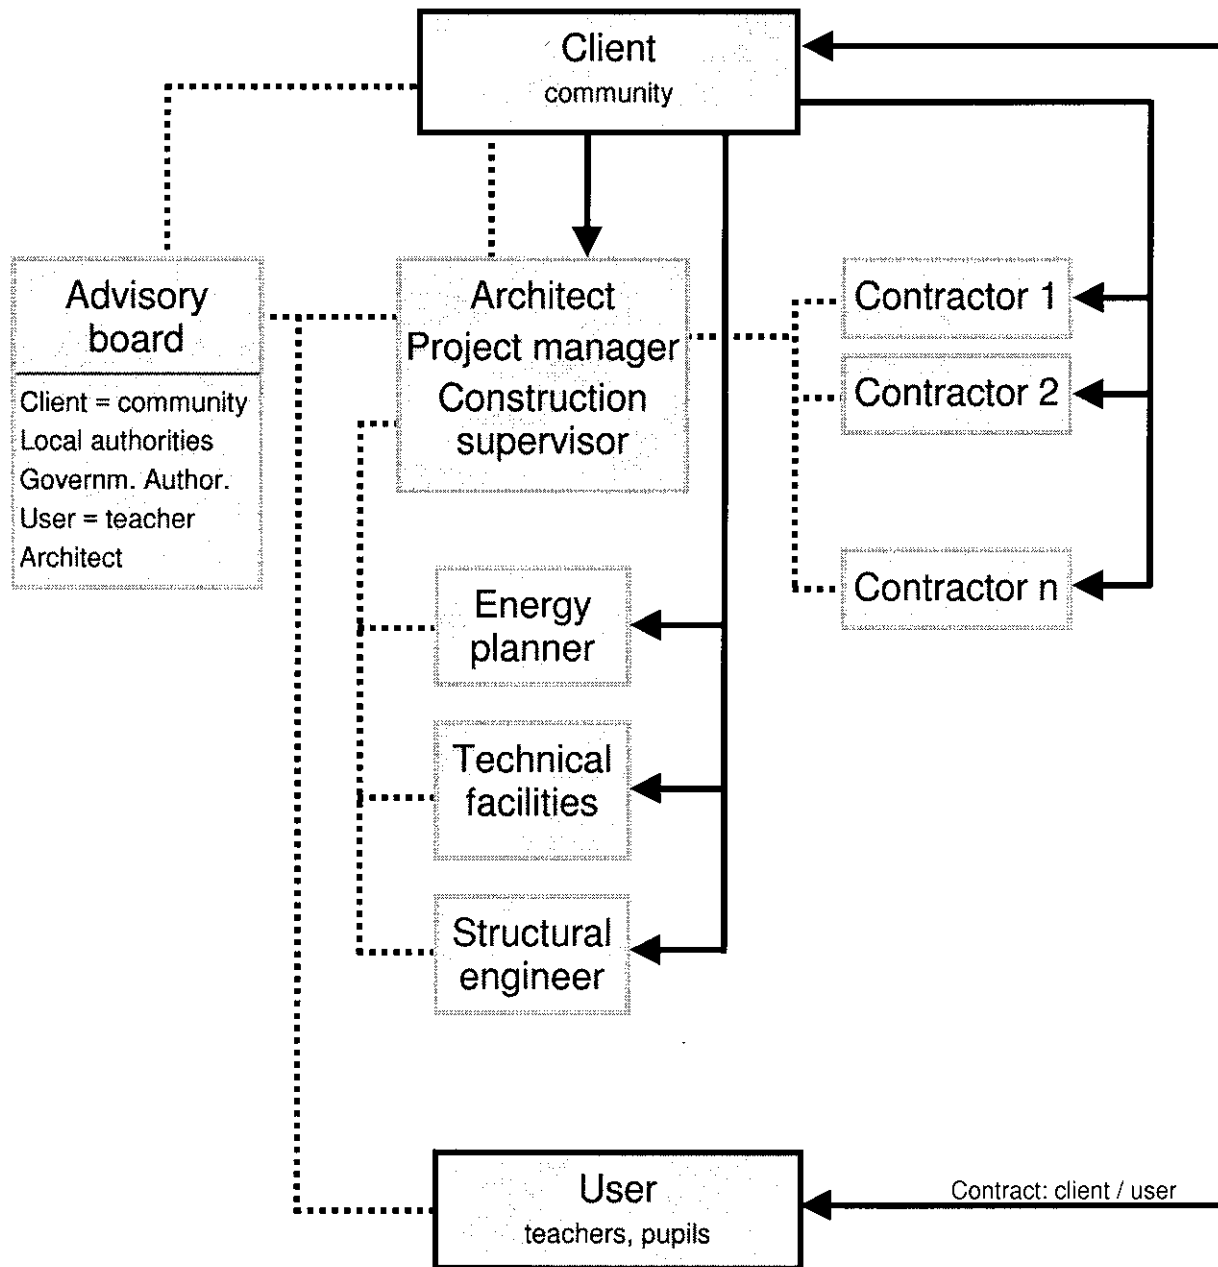 Client
community
Advisory
board
Client = community
Local authorities
Governm. Author.
User = teacher
Architect
Architect
Project manager
Construction
supervisor
Contractor 1
Contractor 2
Contractor n
Energy
planner
Technical
facilities
Structural
engineer
User
teachers, pupils
Contract: client / user